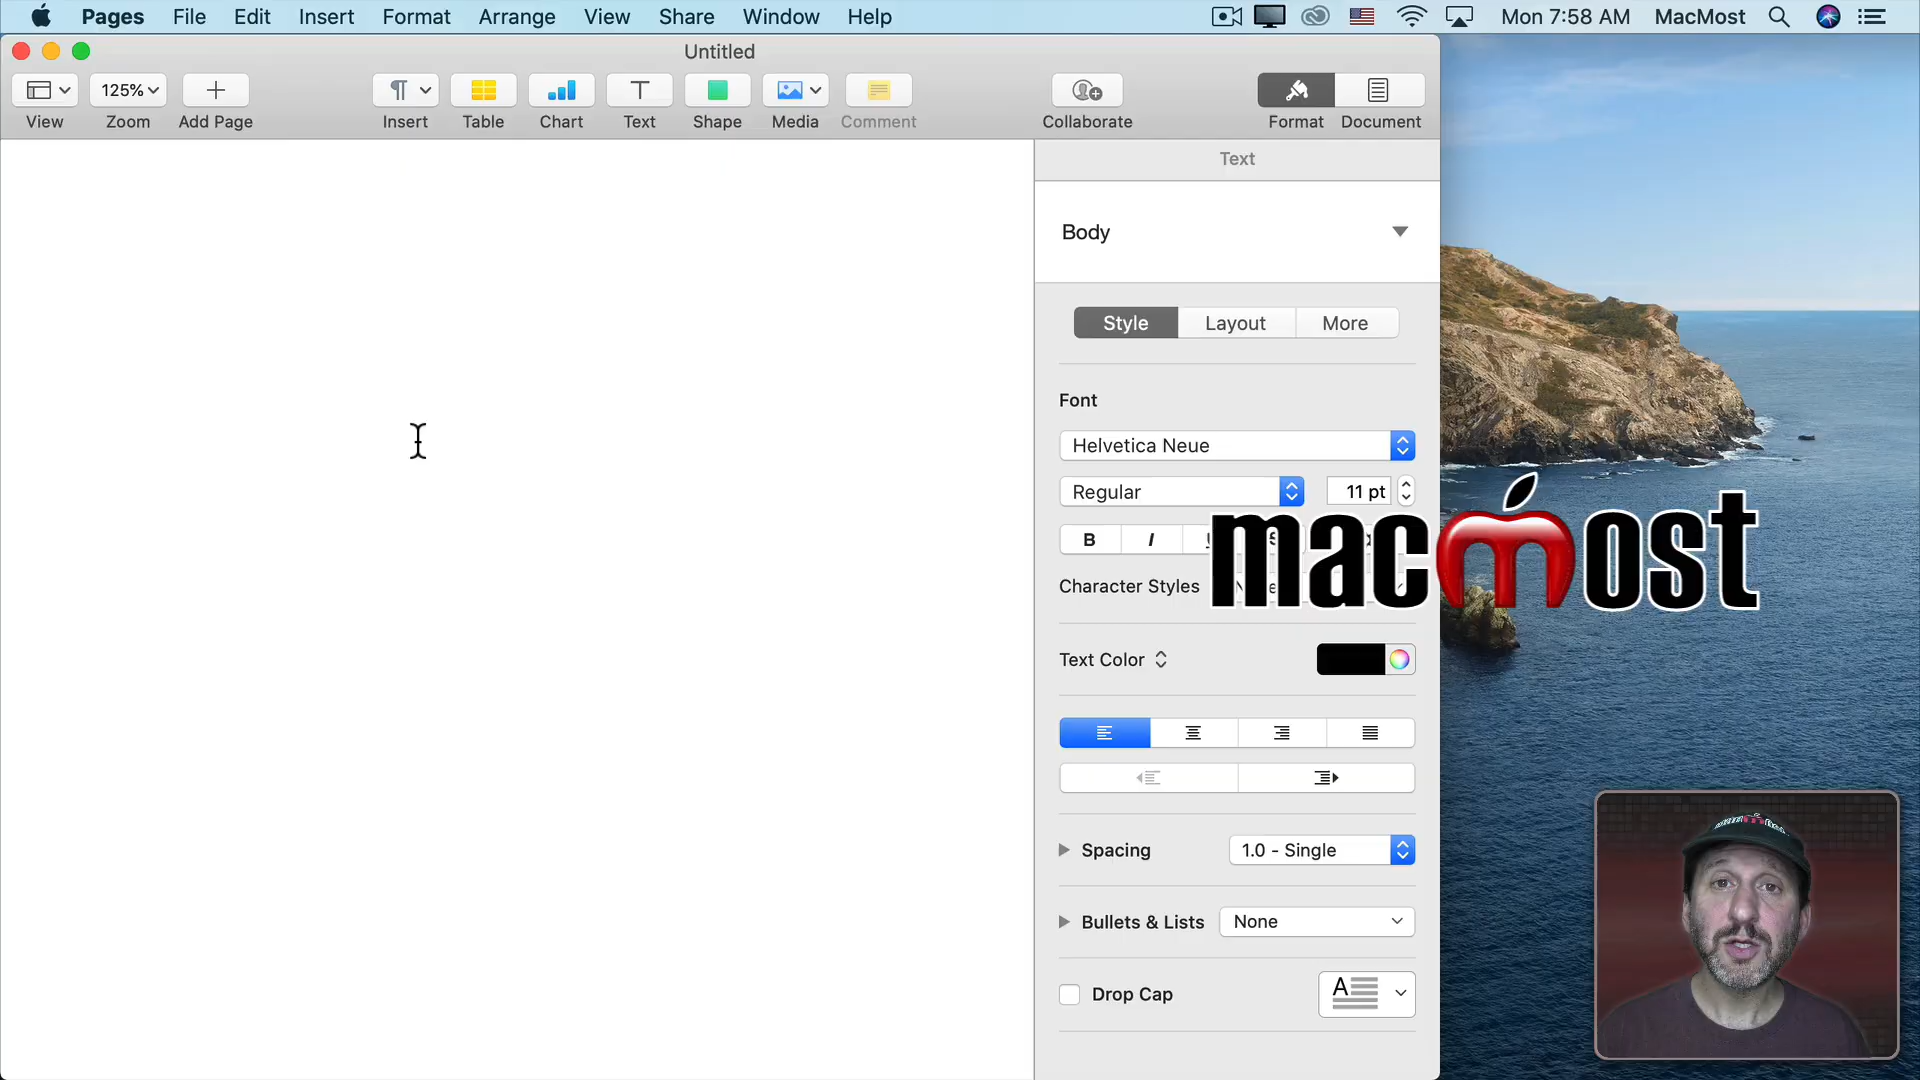 Pages File Edit Insert Format Arrange View Share Window Help Mon 7:58 AM MacMost
Untitled
125%
View Zoom Add Page Insert Table Chart Text Shape Media Comment Collaborate Format Document
Text
Body
Style Layout More
Font
Helvetica Neue
Regular 11 pt
B I
macmost
Character Styles
Text Color
Spacing 1.0 - Single
Bullets & Lists None
A
Drop Cap